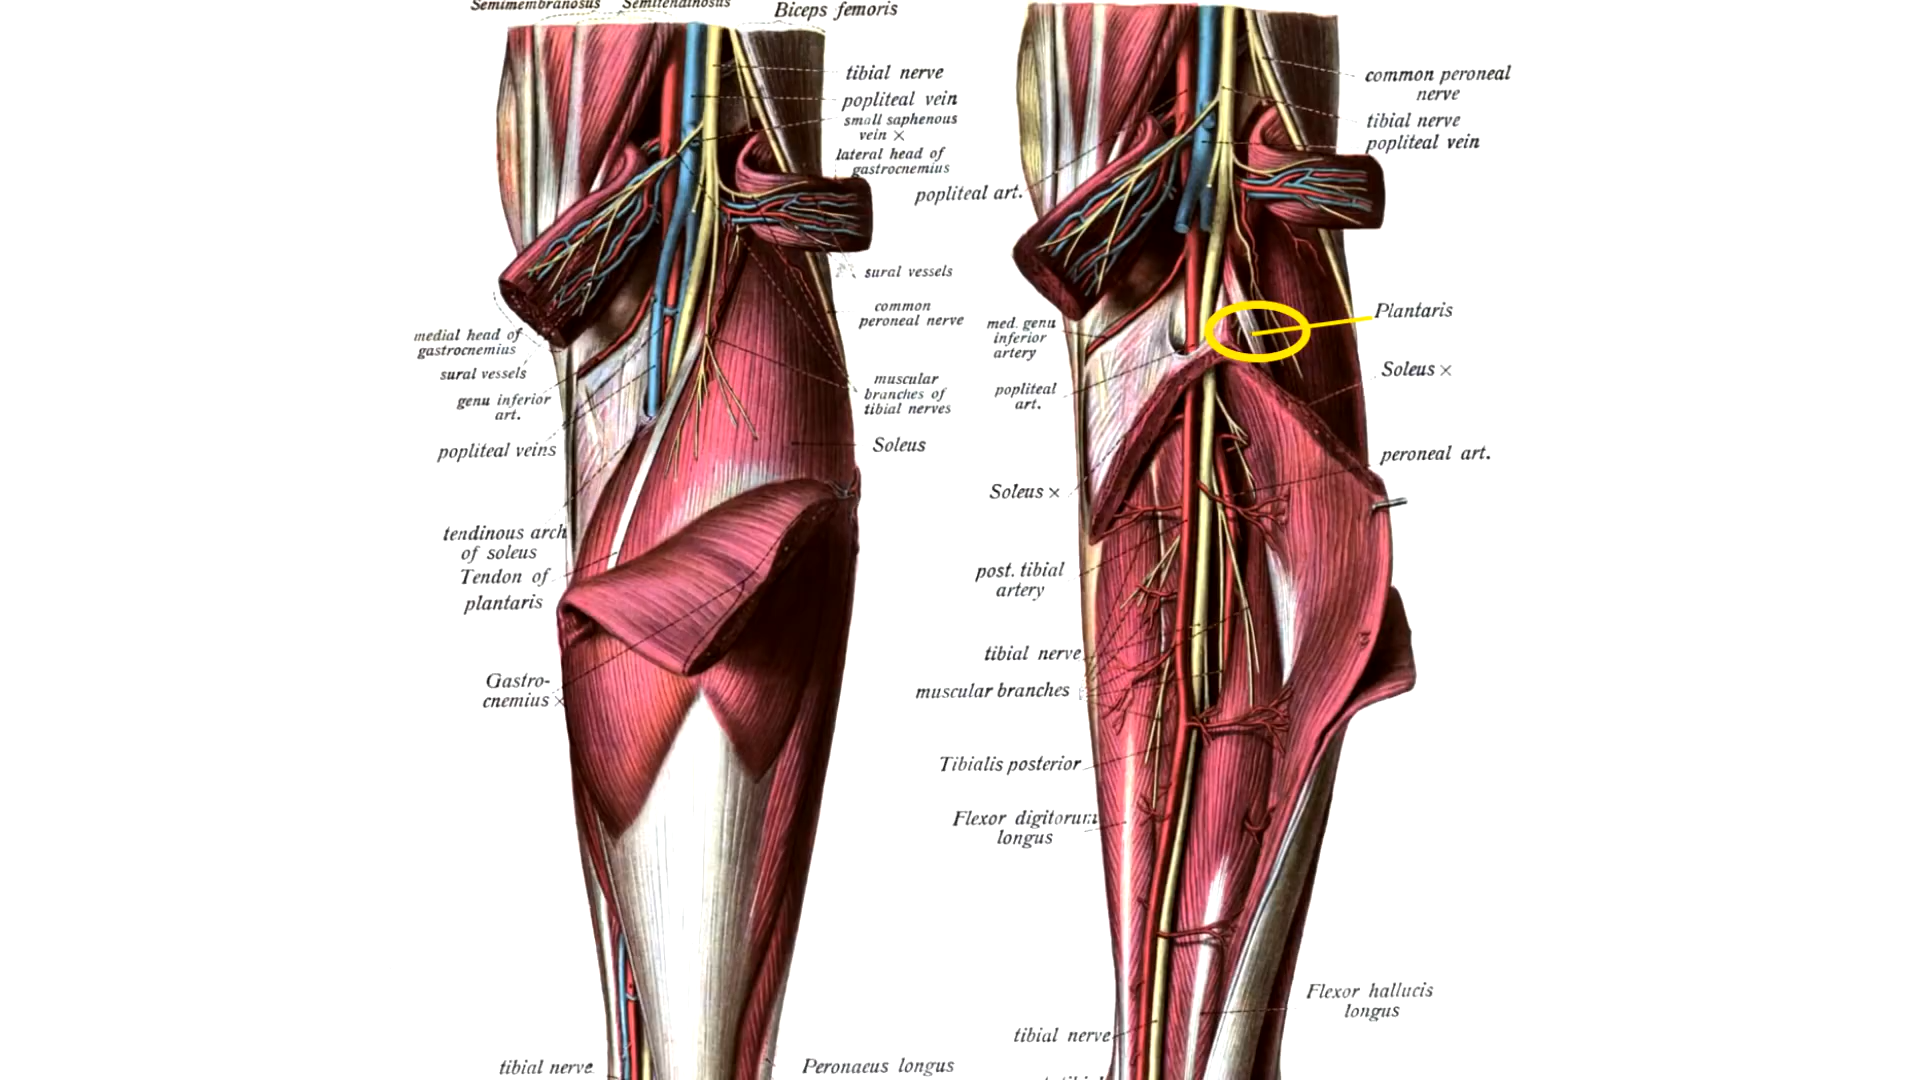 Semimembranosus Semitendinosus
Biceps femoris
tibial nerve
popliteal vein
small saphenous
vein ×
lateral head of
gastrocnemius
sural vessels
common
peroneal nerve
muscular
branches of
tibial nerves
Soleus
medial head of
gastrocnemius
sural vessels
genu inferior
art.
popliteal veins
tendinous arch
of soleus
Tendon of
plantaris
Gastro-
cnemius ×
tibial nerve
Peronaeus longus
common peroneal
nerve
tibial nerve
popliteal vein
popliteal art.
Plantaris
med. genu
inferior
artery
Soleus ×
popliteal
art.
peroneal art.
Soleus ×
post. tibial
artery
tibial nerve
muscular branches
Tibialis posterior
Flexor digitorum
longus
Flexor hallucis
longus
tibial nerve